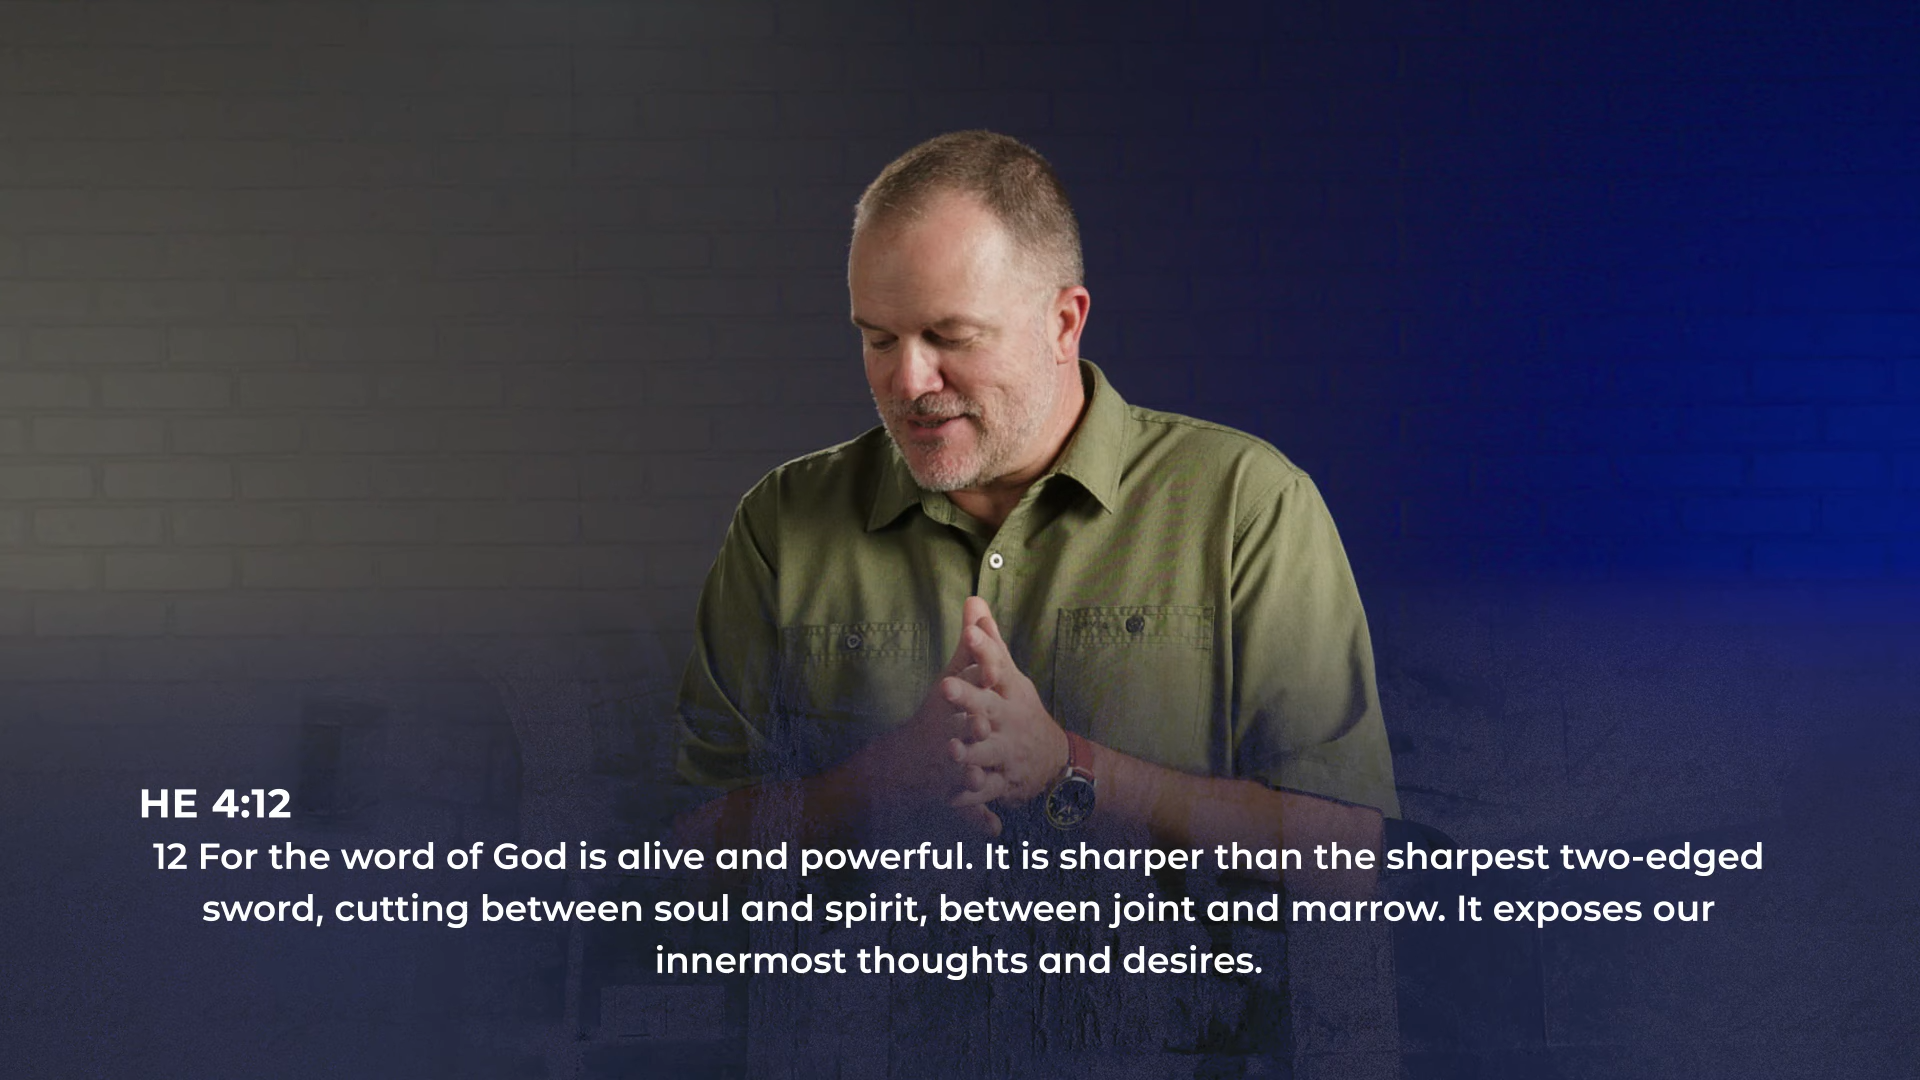 HE 4:12
12 For the word of God is alive and powerful. It is sharper than the sharpest two-edged
sword, cutting between soul and spirit, between joint and marrow. It exposes our
innermost thoughts and desires.